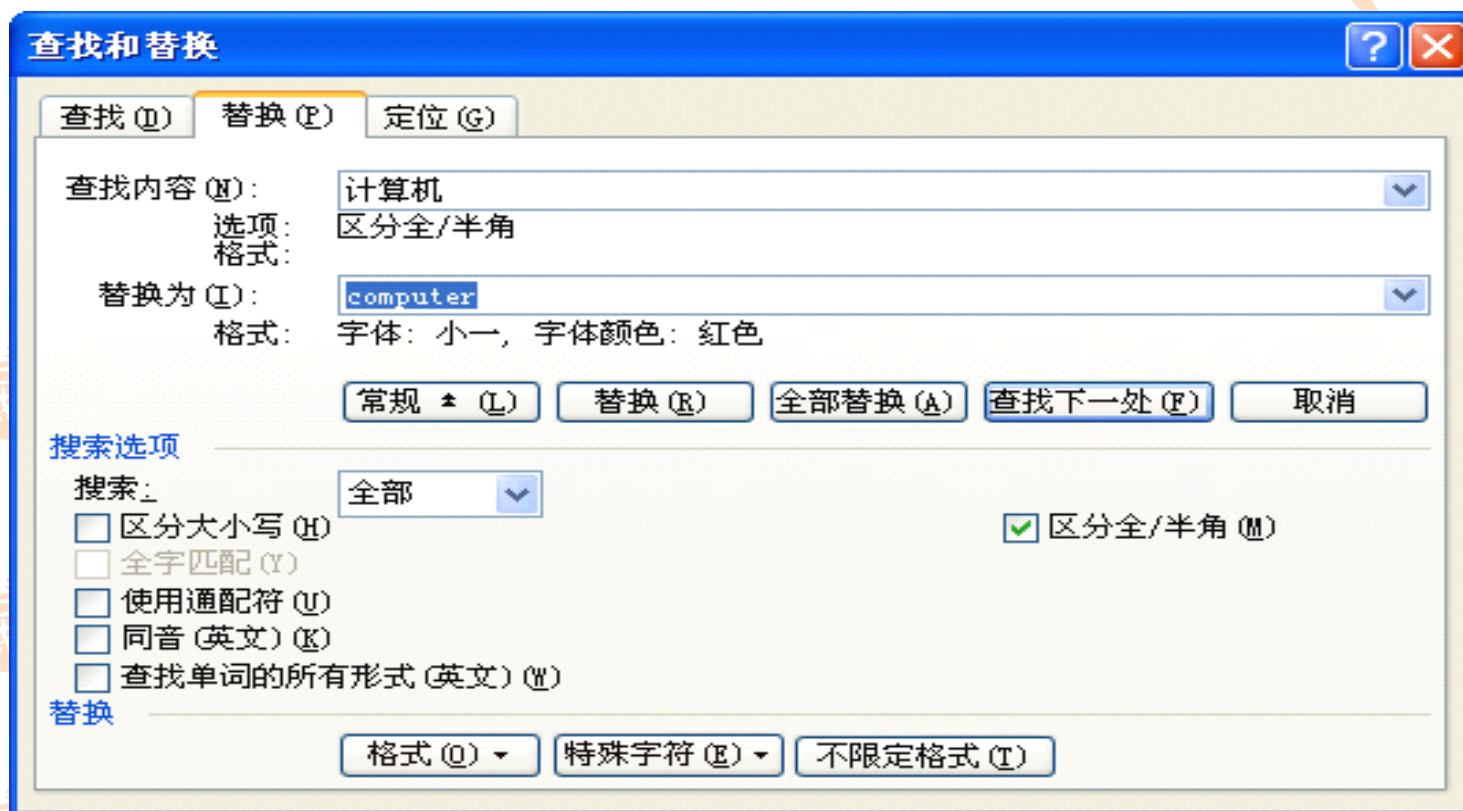 查找和替换
查找(D) 替换(P) 定位(G)
查找内容(N): 计算机
选项: 区分全/半角
格式:
替换为(I): computer
格式: 字体: 小一, 字体颜色: 红色
常规 (L) 替换(R) 全部替换(A) 查找下一处(F) 取消
搜索选项
搜索: 全部
区分大小写(H) 区分全/半角(M)
全字匹配(Y)
使用通配符(U)
同音(英文)(K)
查找单词的所有形式(英文)(W)
替换
格式(O) 特殊字符(E) 不限定格式(T)